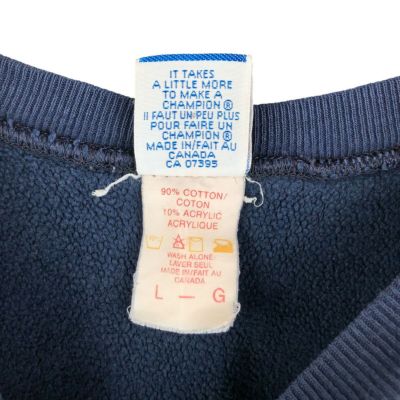 IT TAKES
A LITTLE MORE
TO MAKE A
CHAMPION®
IL FAUT UN PEU PLUS
POUR FAIRE UN
CHAMPION®
MADE IN/FAIT AU
CANADA
CA 07395
90% COTTON/
COTON
10% ACRYLIC
ACRYLIQUE
WASH ALONE-
LAVER SEUL
MADE IN/FAIT AU
CANADA
L — G